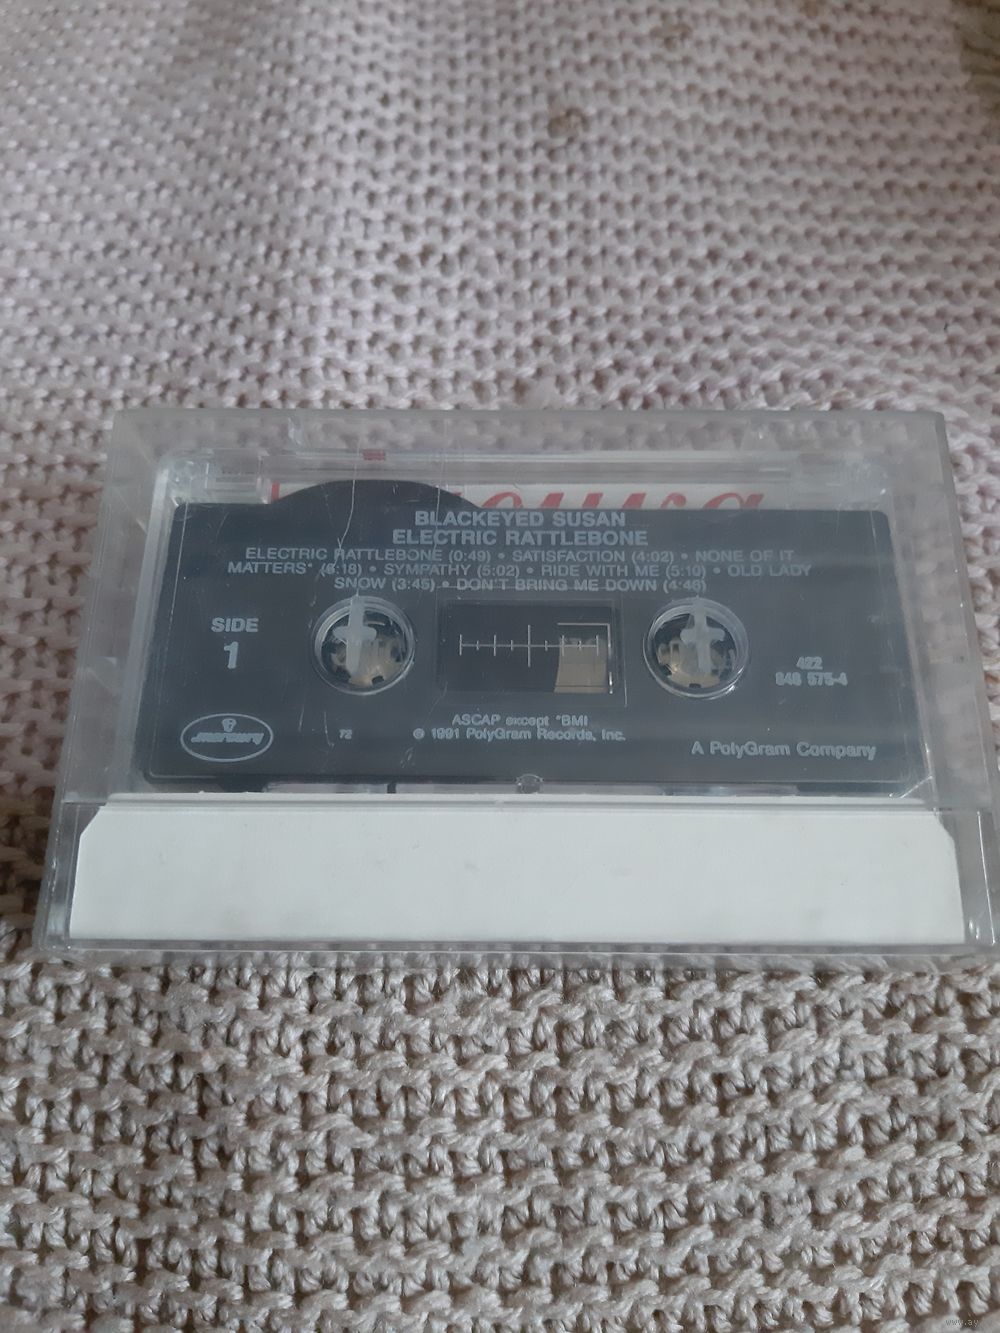 BLACKEYED SUSAN
ELECTRIC RATTLEBONE
ELECTRIC RATTLEBONE (0:49) • SATISFACTION (4:02) • NONE OF IT
MATTERS* (6:18) • SYMPATHY (5:02) • RIDE WITH ME (5:10) • OLD LADY
SNOW (3:45) • DON'T BRING ME DOWN (4:46)
SIDE
1
422
848 575-4
ASCAP except *BMI
72
℗ 1991 PolyGram Records, Inc.
mercury
A PolyGram Company